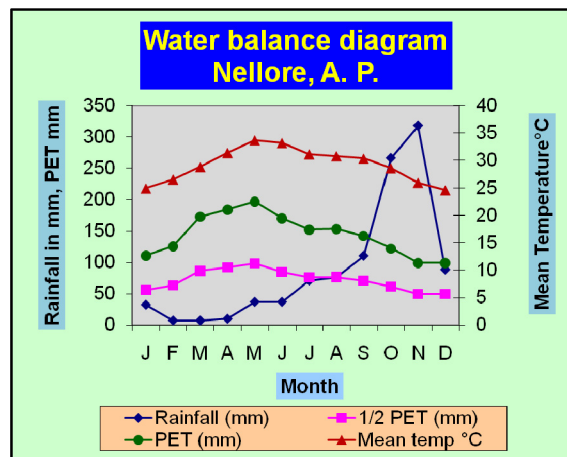 Water balance diagram
Nellore, A. P.
Rainfall in mm, PET mm
350
300
250
200
150
100
50
0
40
35
30
25
20
15
10
5
0
Mean Temperature°C
J F M A M J J A S O N D
Month
Rainfall (mm) 1/2 PET (mm)
PET (mm) Mean temp °C